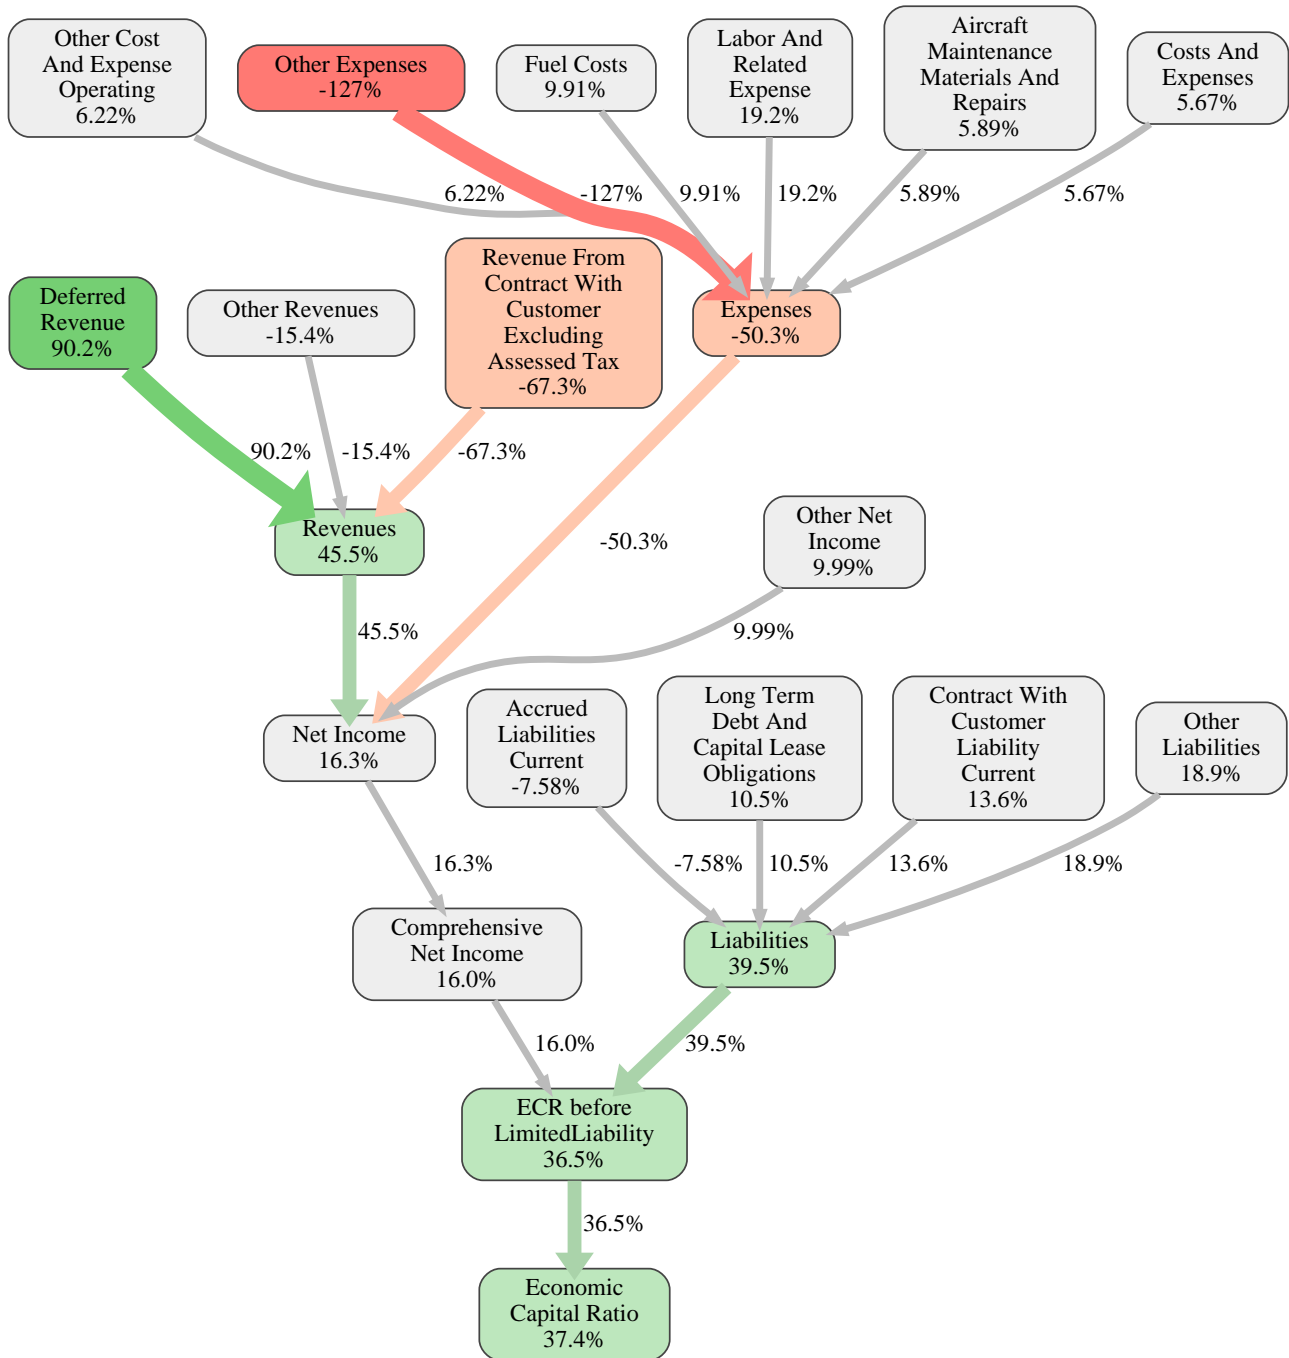 Other Cost
And Expense
Operating
6.22%
Other Expenses
-127%
Fuel Costs
9.91%
Labor And
Related
Expense
19.2%
Aircraft
Maintenance
Materials And
Repairs
5.89%
Costs And
Expenses
5.67%
6.22%
-127%
9.91%
19.2%
5.89%
5.67%
Deferred
Revenue
90.2%
Other Revenues
-15.4%
Revenue From
Contract With
Customer
Excluding
Assessed Tax
-67.3%
Expenses
-50.3%
90.2%
-15.4%
-67.3%
Revenues
45.5%
-50.3%
Other Net
Income
9.99%
45.5%
9.99%
Net Income
16.3%
Accrued
Liabilities
Current
-7.58%
Long Term
Debt And
Capital Lease
Obligations
10.5%
Contract With
Customer
Liability
Current
13.6%
Other
Liabilities
18.9%
16.3%
-7.58%
10.5%
13.6%
18.9%
Comprehensive
Net Income
16.0%
Liabilities
39.5%
16.0%
39.5%
ECR before
LimitedLiability
36.5%
36.5%
Economic
Capital Ratio
37.4%